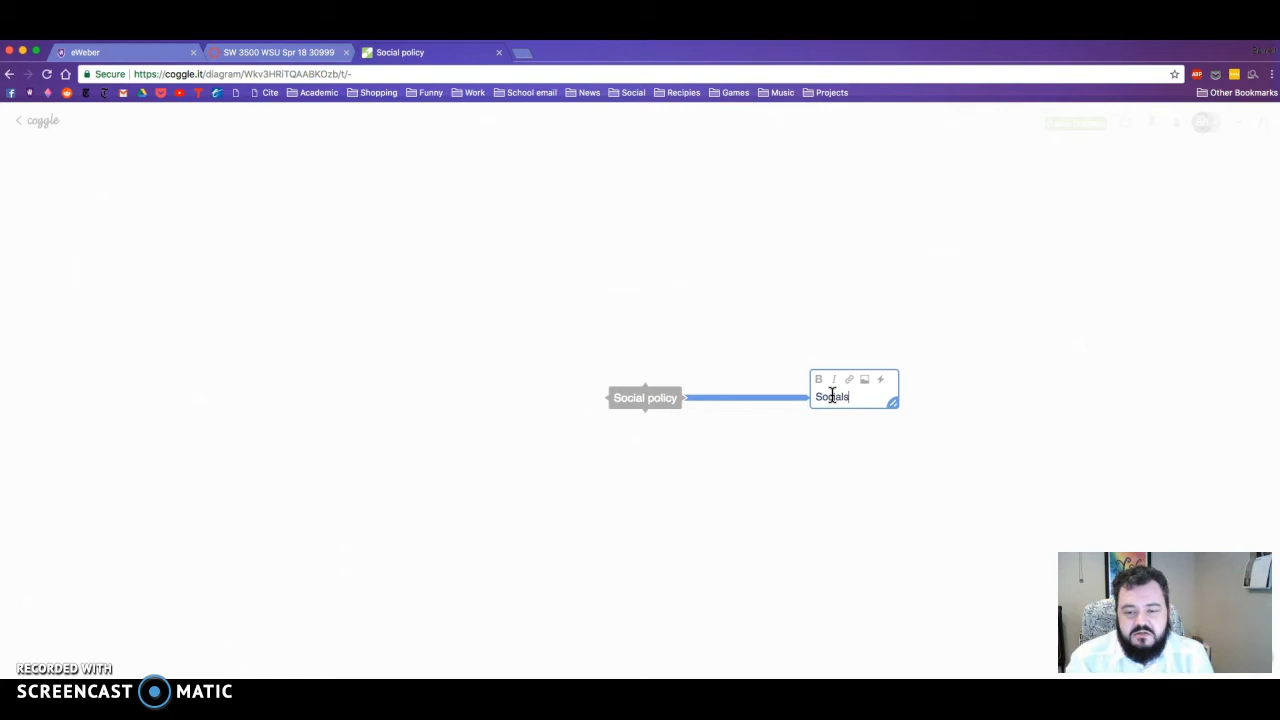 eWeber
SW 3500 WSU Spr 18 30999
Social policy
Secure
https://coggle.it/diagram/Wkv3HRiTQAABKOzb/t/-
ABP
Cite
Academic
Shopping
Funny
Work
School email
News
Social
Recipies
Games
Music
Projects
Other Bookmarks
coggle
Social policy
B I
Socials
RECORDED WITH
SCREENCAST MATIC